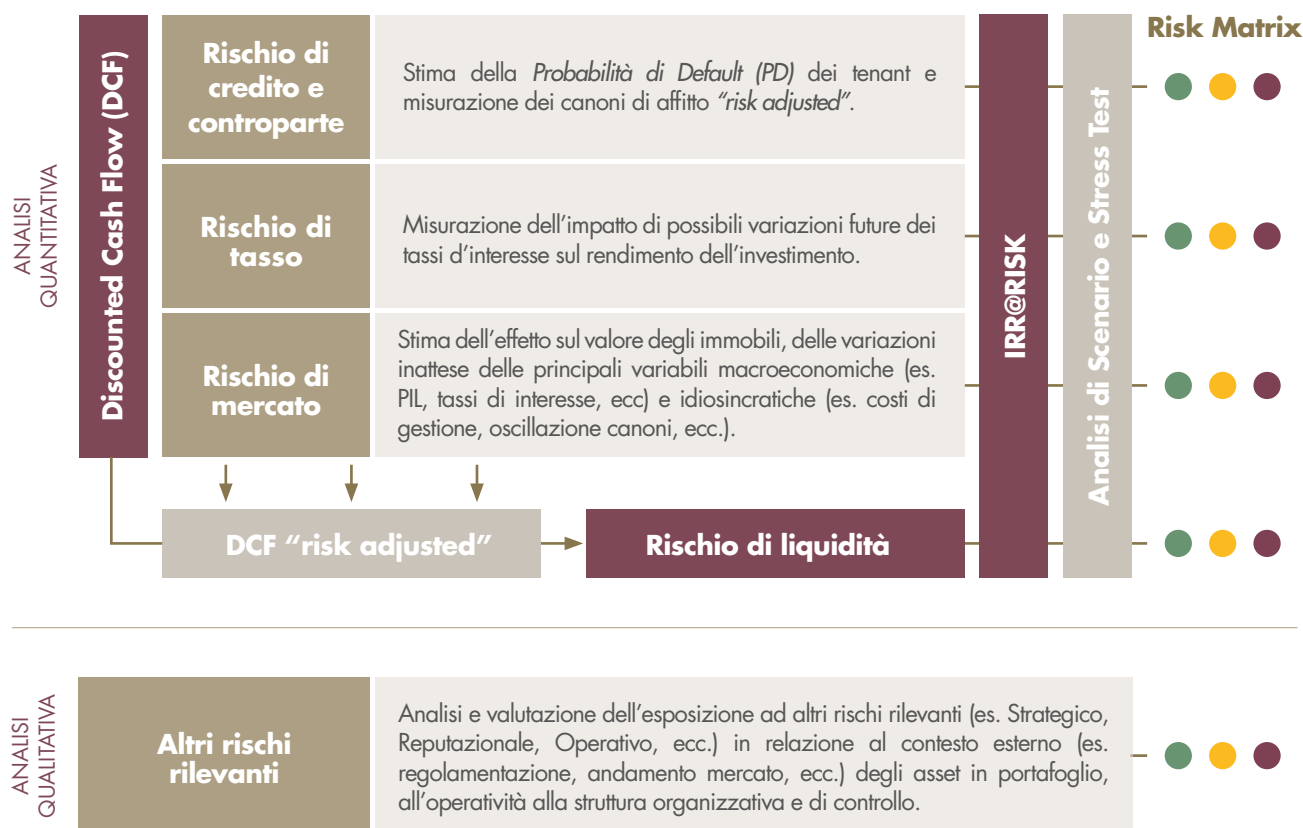 Risk Matrix
ANALISI
QUANTITATIVA
Discounted Cash Flow (DCF)
Rischio di
credito e
controparte
Stima della Probabilità di Default (PD) dei tenant e
misurazione dei canoni di affitto “risk adjusted”.
Rischio di
tasso
Misurazione dell’impatto di possibili variazioni future dei
tassi d’interesse sul rendimento dell’investimento.
Rischio di
mercato
Stima dell’effetto sul valore degli immobili, delle variazioni
inattese delle principali variabili macroeconomiche (es.
PIL, tassi di interesse, ecc) e idiosincratiche (es. costi di
gestione, oscillazione canoni, ecc.).
IRR@RISK
Analisi di Scenario e Stress Test
DCF “risk adjusted”
Rischio di liquidità
ANALISI
QUALITATIVA
Altri rischi
rilevanti
Analisi e valutazione dell’esposizione ad altri rischi rilevanti (es. Strategico,
Reputazionale, Operativo, ecc.) in relazione al contesto esterno (es.
regolamentazione, andamento mercato, ecc.) degli asset in portafoglio,
all’operatività alla struttura organizzativa e di controllo.